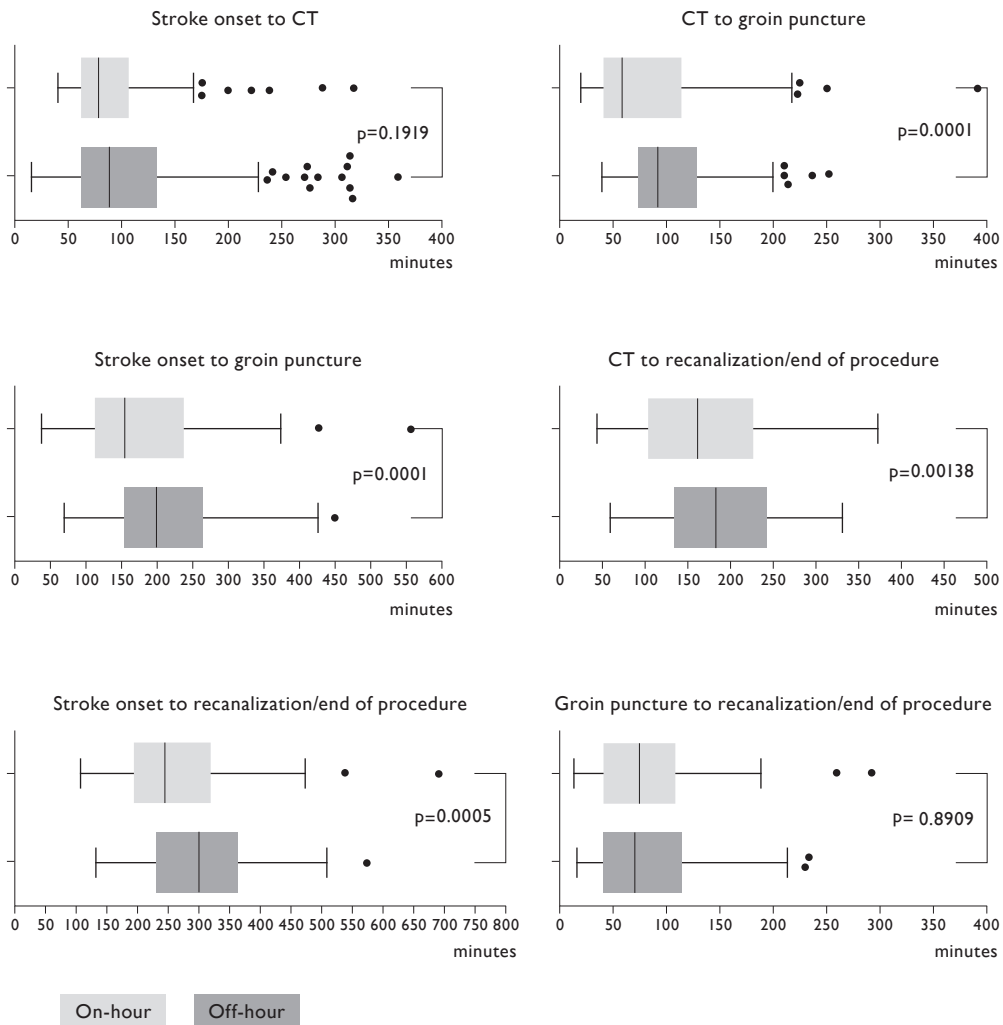 Stroke onset to CT
CT to groin puncture
p=0.1919
p=0.0001
0 50 100 150 200 250 300 350 400
0 50 100 150 200 250 300 350 400
minutes
minutes
Stroke onset to groin puncture
CT to recanalization/end of procedure
p=0.0001
p=0.00138
0 50 100 150 200 250 300 350 400 450 500 550 600
0 50 100 150 200 250 300 350 400 450 500
minutes
minutes
Stroke onset to recanalization/end of procedure
Groin puncture to recanalization/end of procedure
p=0.0005
p= 0.8909
0 50 100 150 200 250 300 350 400 450 500 550 600 650 700 750 800
0 50 100 150 200 250 300 350 400
minutes
minutes
On-hour
Off-hour